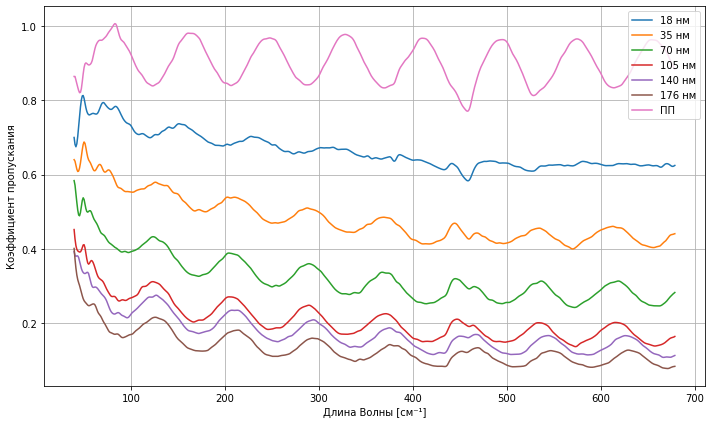 1.0
0.8
0.6
0.4
0.2
Коэффициент пропускания
18 нм
35 нм
70 нм
105 нм
140 нм
176 нм
ПП
100 200 300 400 500 600 700
Длина Волны [см⁻¹]